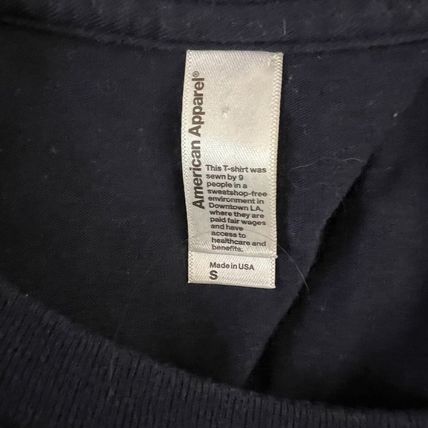 American Apparel®
This T-shirt was
sewn by 9
people in a
sweatshop-free
environment in
Downtown LA,
where they are
paid fair wages
and have
access to
healthcare and
benefits.
Made in USA
S